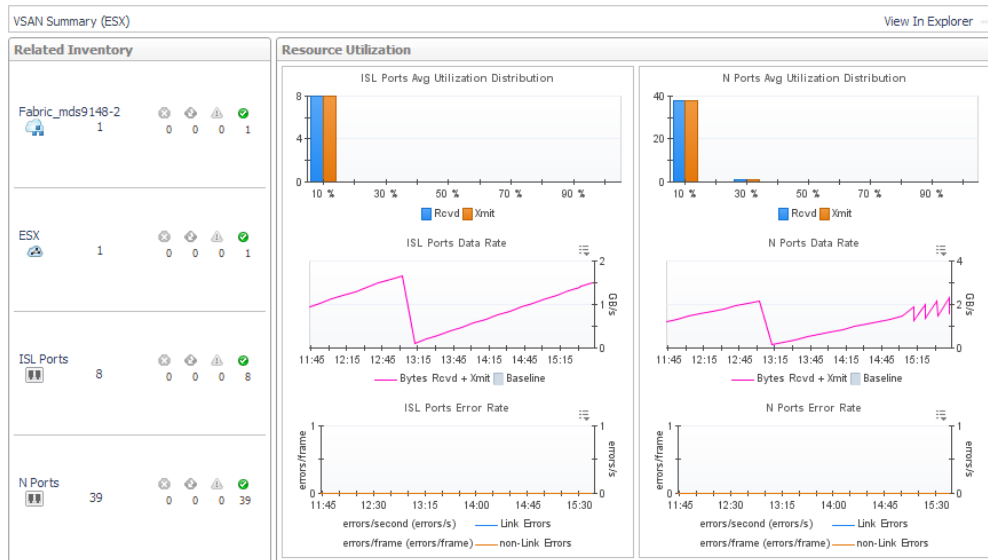 VSAN Summary (ESX) View In Explorer
Related Inventory
Fabric_mds9148-2
1 0 0 0 1
ESX
1 0 0 0 1
ISL Ports
8 0 0 0 8
N Ports
39 0 0 0 39
Resource Utilization
ISL Ports Avg Utilization Distribution
8
4
0
10 % 30 % 50 % 70 % 90 %
Rcvd Xmit
N Ports Avg Utilization Distribution
40
20
0
10 % 30 % 50 % 70 % 90 %
Rcvd Xmit
ISL Ports Data Rate
2
1
0
GB/s
11:45 12:15 12:45 13:15 13:45 14:15 14:45 15:15
Bytes Rcvd + Xmit Baseline
N Ports Data Rate
4
2
0
GB/s
11:45 12:15 12:45 13:15 13:45 14:15 14:45 15:15
Bytes Rcvd + Xmit Baseline
ISL Ports Error Rate
1 1
0 0
errors/frame
errors/s
11:45 12:30 13:15 14:00 14:45 15:30
errors/second (errors/s) Link Errors
errors/frame (errors/frame) non-Link Errors
N Ports Error Rate
1 1
0 0
errors/frame
errors/s
11:45 12:30 13:15 14:00 14:45 15:30
errors/second (errors/s) Link Errors
errors/frame (errors/frame) non-Link Errors